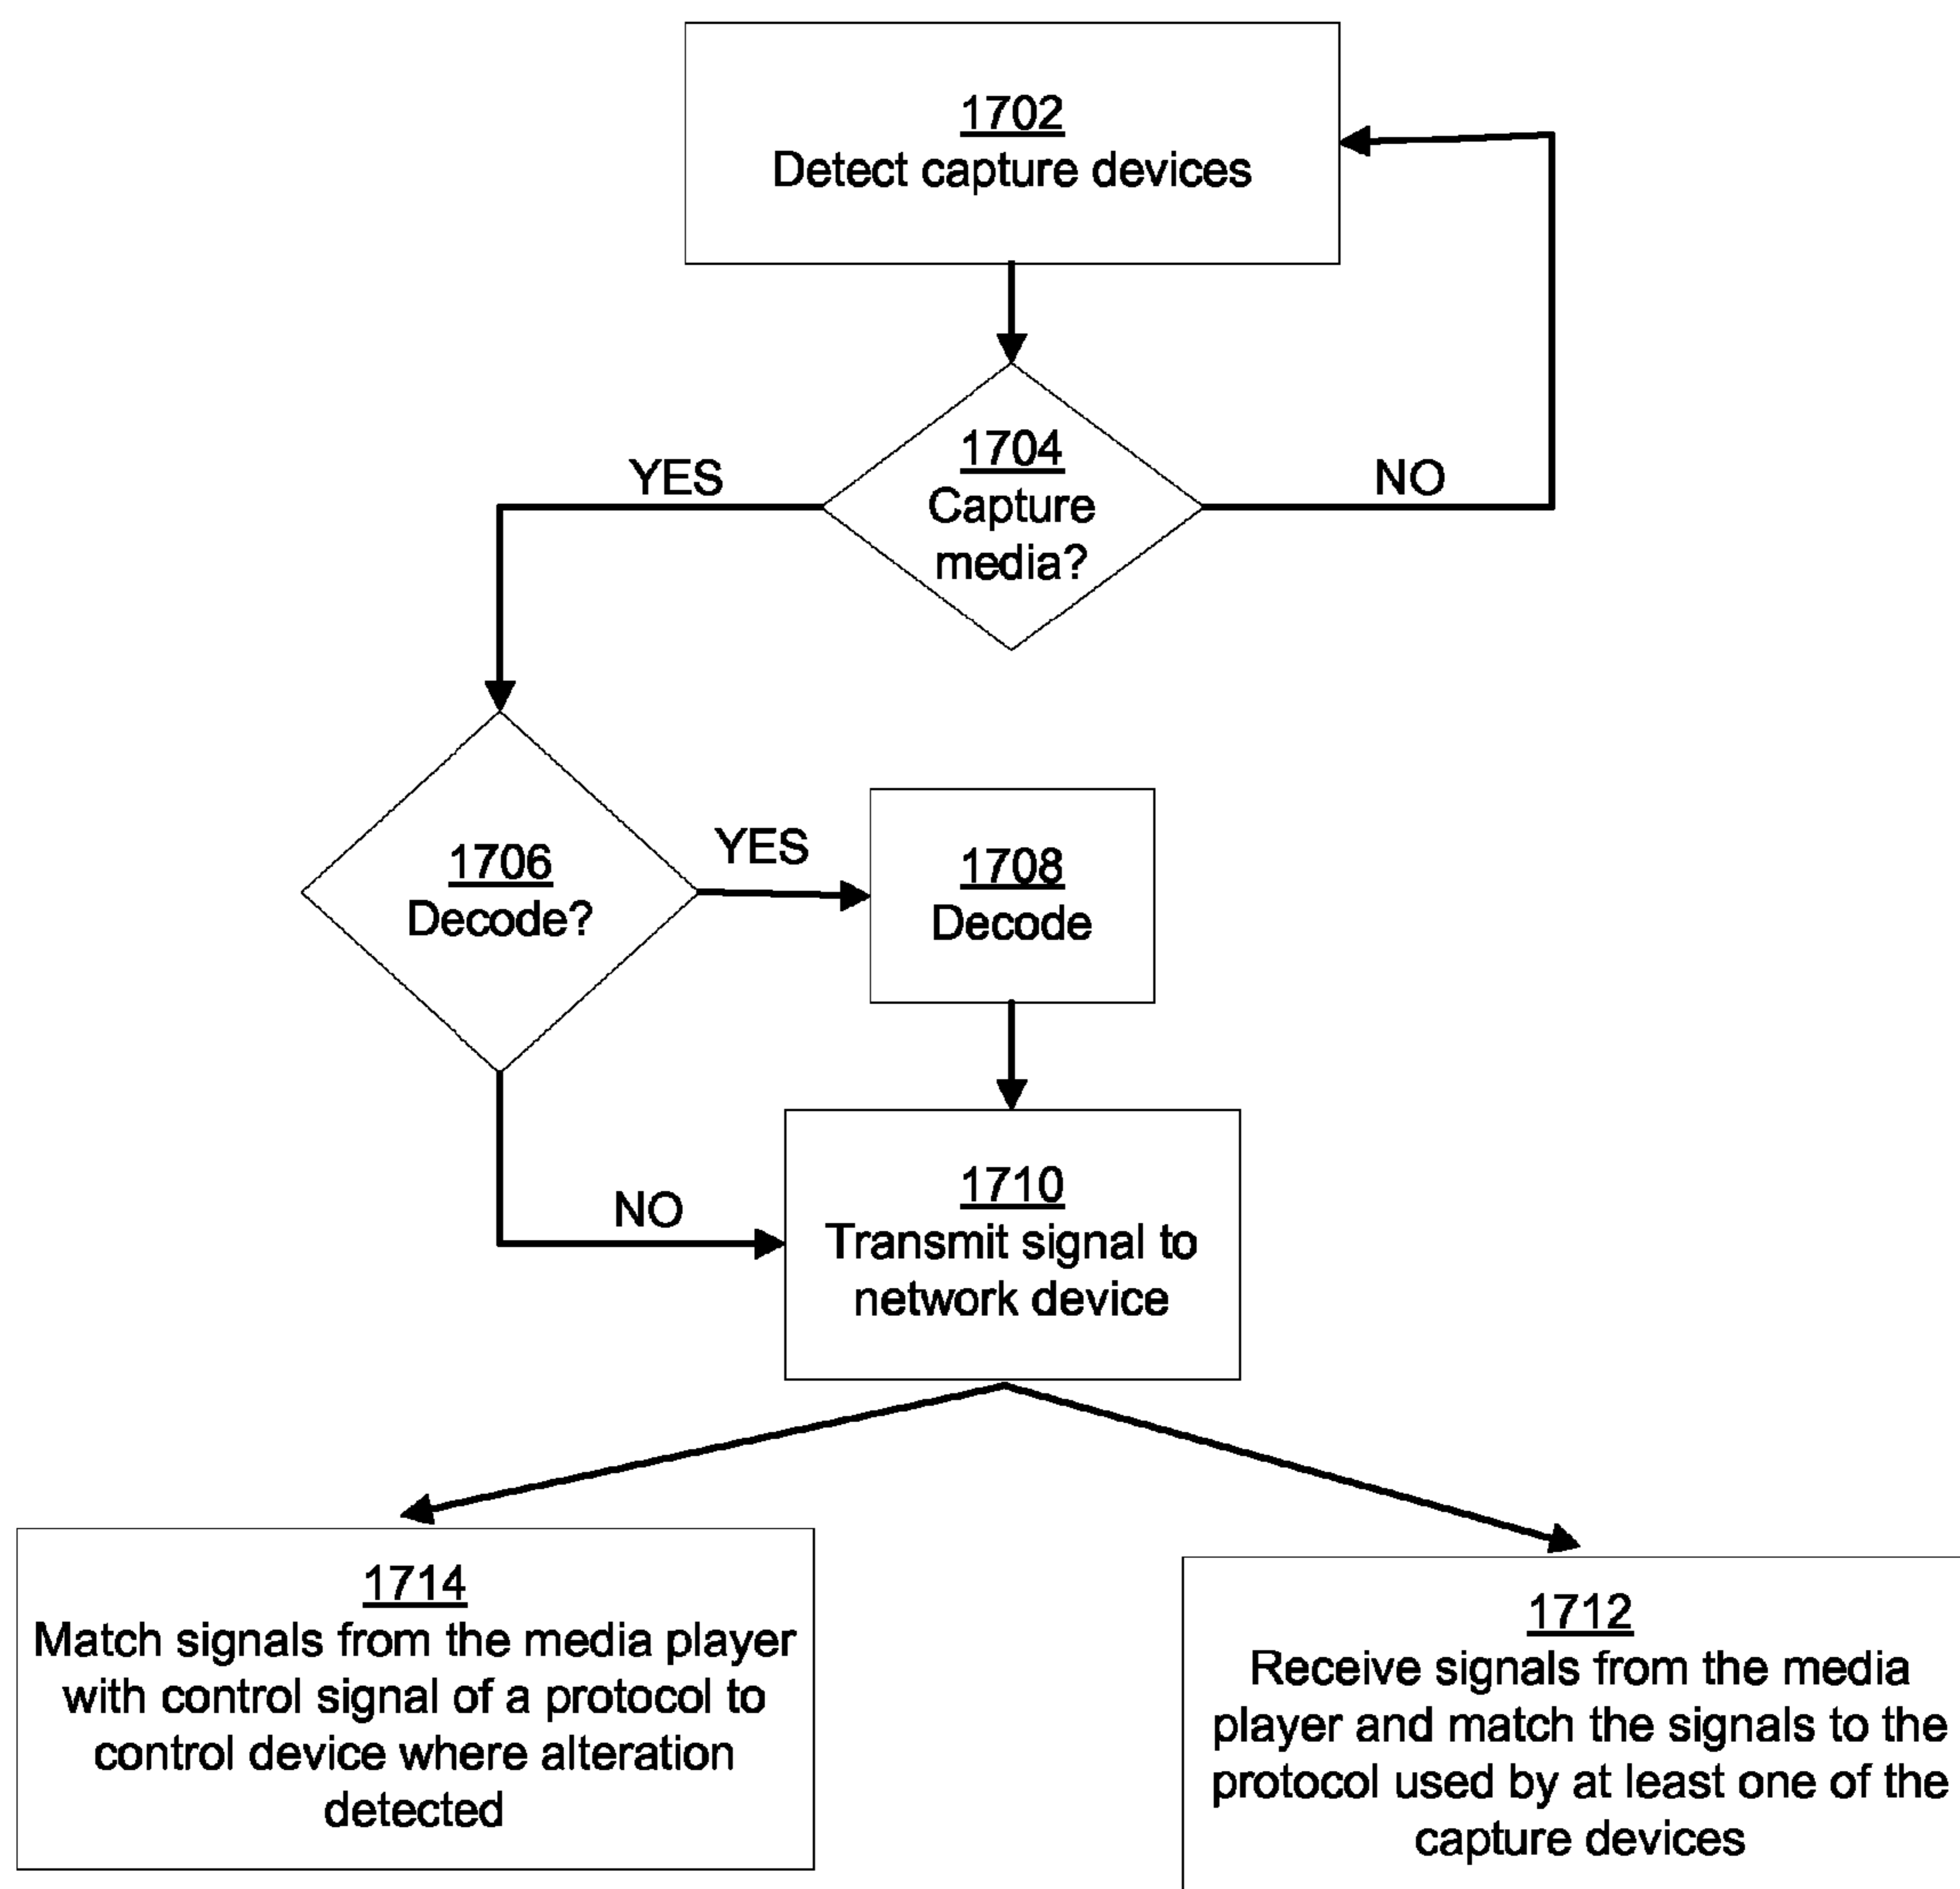 1702
Detect capture devices
1704
Capture
media?
YES
NO
1706
Decode?
YES
1708
Decode
NO
1710
Transmit signal to
network device
1714
Match signals from the media player
with control signal of a protocol to
control device where alteration
detected
1712
Receive signals from the media
player and match the signals to the
protocol used by at least one of the
capture devices